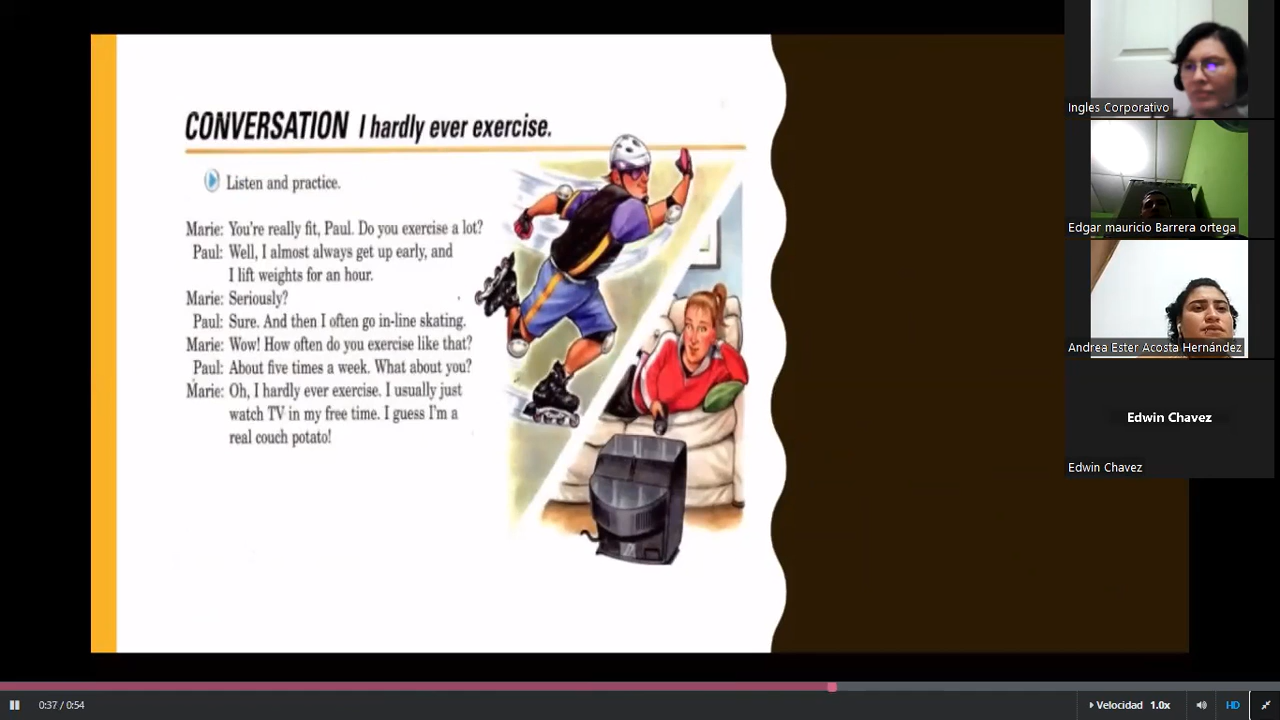 CONVERSATION I hardly ever exercise.
Listen and practice.
Marie: You're really fit, Paul. Do you exercise a lot?
Paul: Well, I almost always get up early, and
I lift weights for an hour.
Marie: Seriously?
Paul: Sure. And then I often go in-line skating.
Marie: Wow! How often do you exercise like that?
Paul: About five times a week. What about you?
Marie: Oh, I hardly ever exercise. I usually just
watch TV in my free time. I guess I'm a
real couch potato!
Ingles Corporativo
Edgar mauricio Barrera ortega
Andrea Ester Acosta Hernández
Edwin Chavez
Edwin Chavez
0:37 / 0:54
Velocidad 1.0x
HD